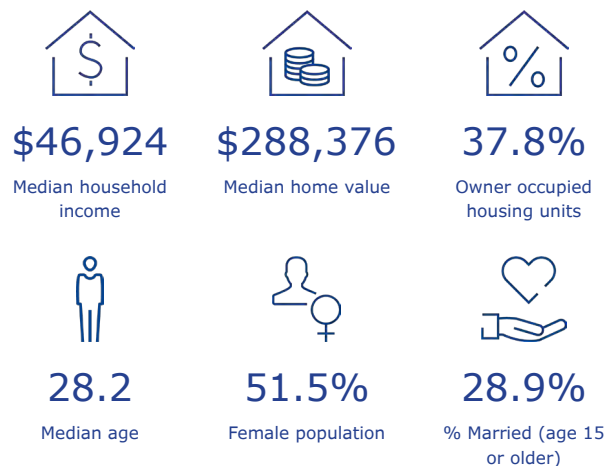 $46,924
Median household
income
$288,376
Median home value
37.8%
Owner occupied
housing units
28.2
Median age
51.5%
Female population
28.9%
% Married (age 15
or older)